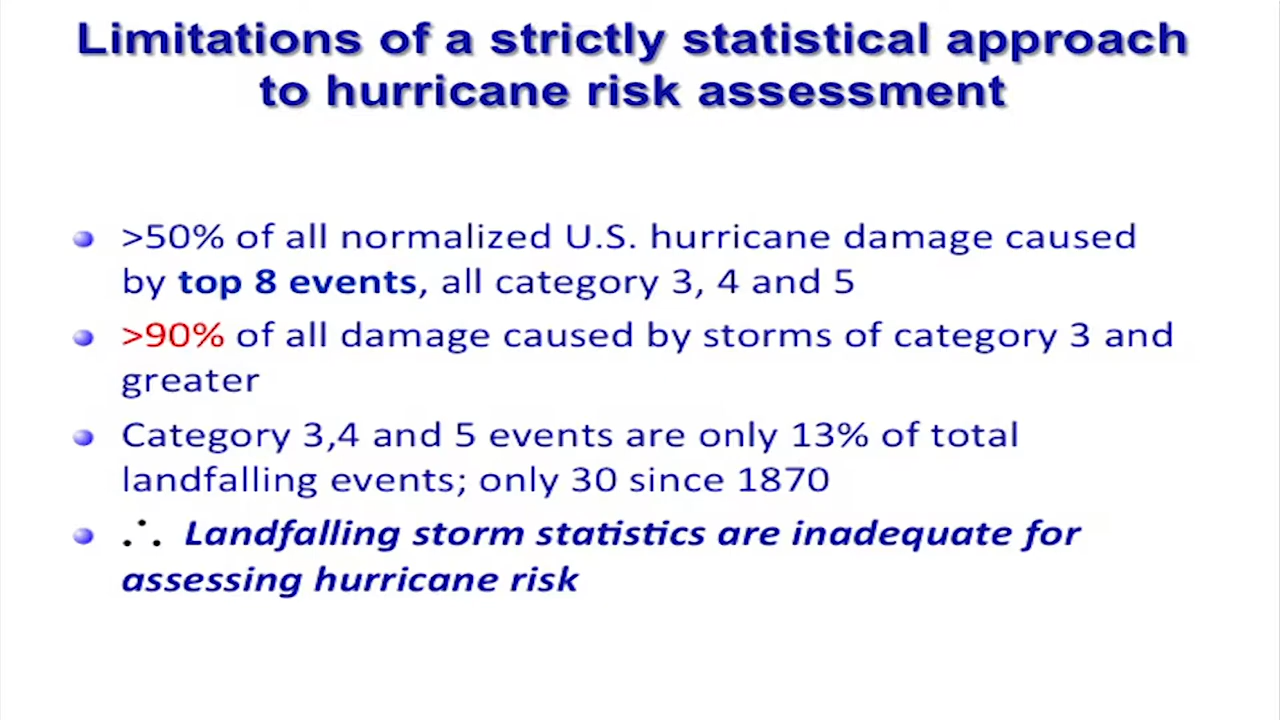 Limitations of a strictly statistical approach
to hurricane risk assessment
>50% of all normalized U.S. hurricane damage caused
by top 8 events, all category 3, 4 and 5
>90% of all damage caused by storms of category 3 and
greater
Category 3,4 and 5 events are only 13% of total
landfalling events; only 30 since 1870
∴ Landfalling storm statistics are inadequate for
assessing hurricane risk